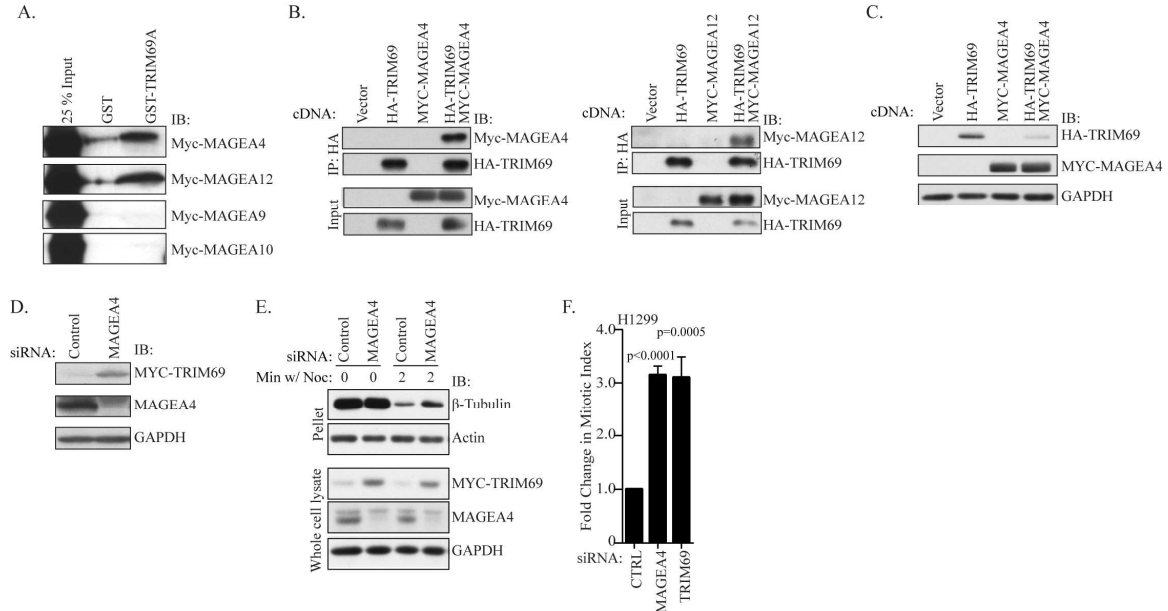 A.
25 % Input
GST
GST-TRIM69A
IB:
Myc-MAGEA4
Myc-MAGEA12
Myc-MAGEA9
Myc-MAGEA10
B.
cDNA:
Vector
HA-TRIM69
MYC-MAGEA4
HA-TRIM69
MYC-MAGEA4
IB:
IP: HA
Myc-MAGEA4
HA-TRIM69
Input
Myc-MAGEA4
HA-TRIM69
cDNA:
Vector
HA-TRIM69
MYC-MAGEA12
HA-TRIM69
MYC-MAGEA12
IB:
IP: HA
Myc-MAGEA12
HA-TRIM69
Input
Myc-MAGEA12
HA-TRIM69
C.
cDNA:
Vector
HA-TRIM69
MYC-MAGEA4
HA-TRIM69
MYC-MAGEA4
IB:
HA-TRIM69
MYC-MAGEA4
GAPDH
D.
siRNA:
Control
MAGEA4
IB:
MYC-TRIM69
MAGEA4
GAPDH
E.
siRNA:
Control
MAGEA4
Control
MAGEA4
Min w/ Noc:
0 0 2 2
IB:
Pellet
β-Tubulin
Actin
Whole cell lysate
MYC-TRIM69
MAGEA4
GAPDH
F.
H1299
4.0
p=0.0005
p<0.0001
3.0
2.0
1.0
0
Fold Change in Mitotic Index
siRNA:
CTRL
MAGEA4
TRIM69